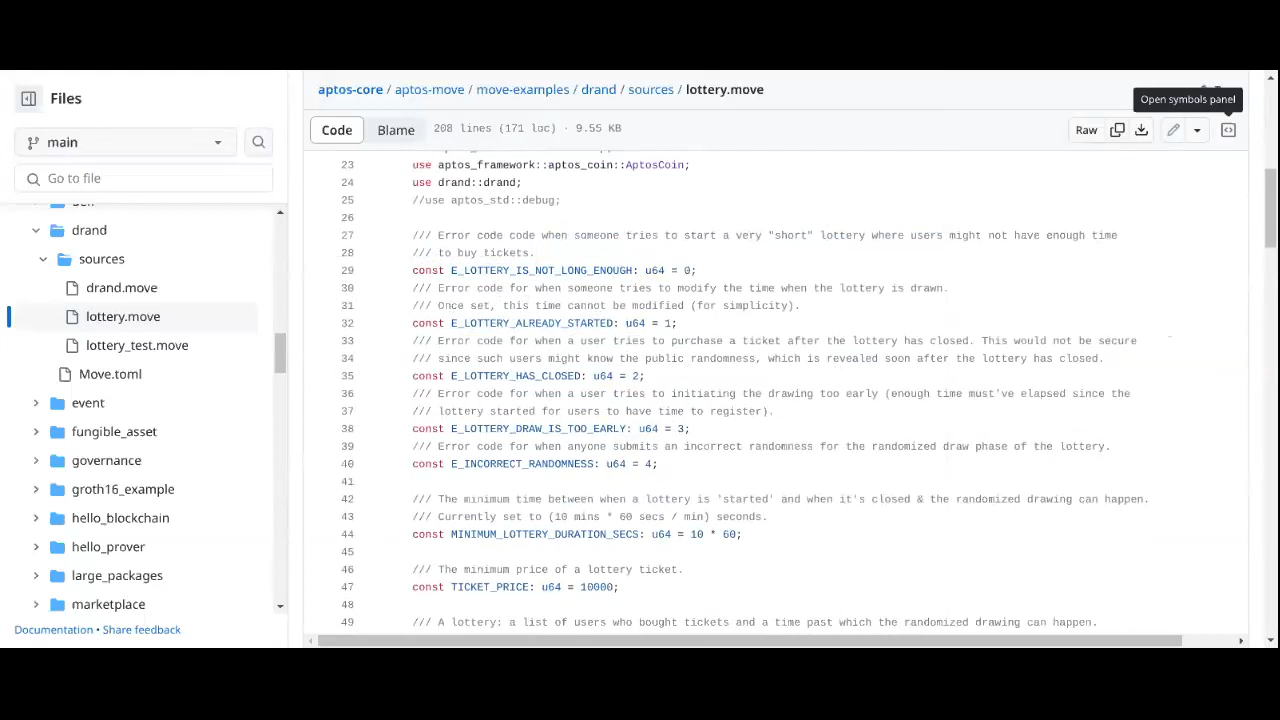 Files
main
Go to file
drand
sources
drand.move
lottery.move
lottery_test.move
Move.toml
event
fungible_asset
governance
groth16_example
hello_blockchain
hello_prover
large_packages
marketplace
Documentation • Share feedback
aptos-core / aptos-move / move-examples / drand / sources / lottery.move
Open symbols panel
Code Blame 208 lines (171 loc) · 9.55 KB
Raw
23 use aptos_framework::aptos_coin::AptosCoin;
24 use drand::drand;
25 //use aptos_std::debug;
26
27 /// Error code code when someone tries to start a very "short" lottery where users might not have enough time
28 /// to buy tickets.
29 const E_LOTTERY_IS_NOT_LONG_ENOUGH: u64 = 0;
30 /// Error code for when someone tries to modify the time when the lottery is drawn.
31 /// Once set, this time cannot be modified (for simplicity).
32 const E_LOTTERY_ALREADY_STARTED: u64 = 1;
33 /// Error code for when a user tries to purchase a ticket after the lottery has closed. This would not be secure
34 /// since such users might know the public randomness, which is revealed soon after the lottery has closed.
35 const E_LOTTERY_HAS_CLOSED: u64 = 2;
36 /// Error code for when a user tries to initiating the drawing too early (enough time must've elapsed since the
37 /// lottery started for users to have time to register).
38 const E_LOTTERY_DRAW_IS_TOO_EARLY: u64 = 3;
39 /// Error code for when anyone submits an incorrect randomness for the randomized draw phase of the lottery.
40 const E_INCORRECT_RANDOMNESS: u64 = 4;
41
42 /// The minimum time between when a lottery is 'started' and when it's closed & the randomized drawing can happen.
43 /// Currently set to (10 mins * 60 secs / min) seconds.
44 const MINIMUM_LOTTERY_DURATION_SECS: u64 = 10 * 60;
45
46 /// The minimum price of a lottery ticket.
47 const TICKET_PRICE: u64 = 10000;
48
49 /// A lottery: a list of users who bought tickets and a time past which the randomized drawing can happen.